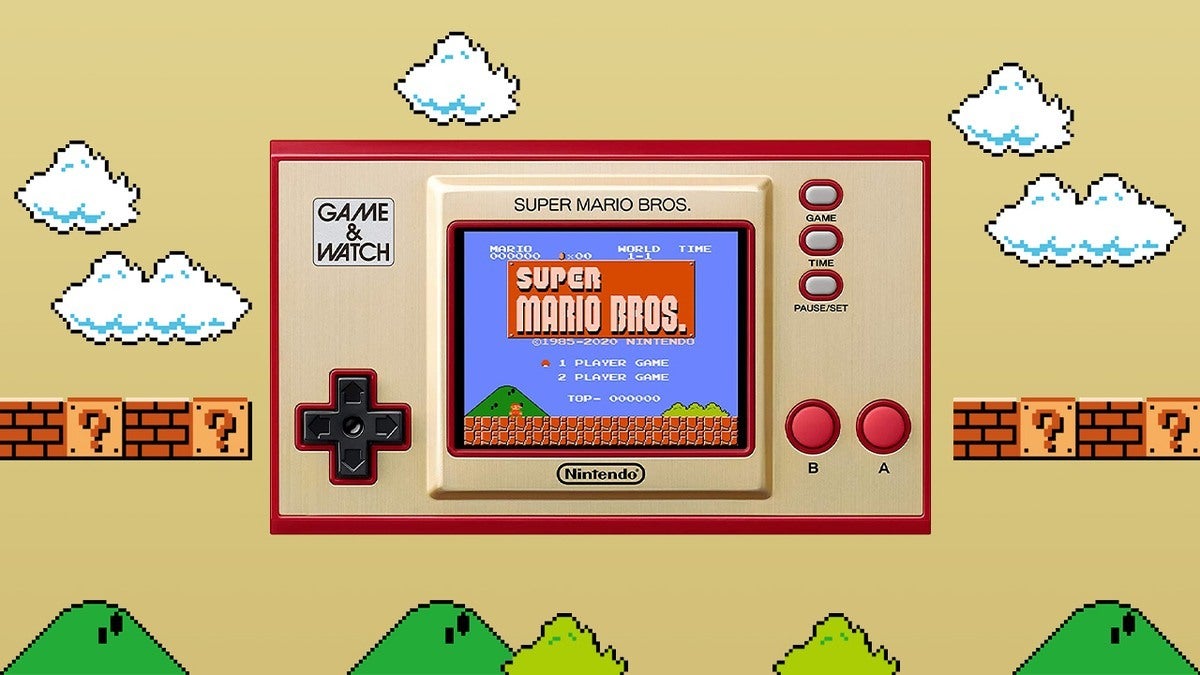 GAME
&
WATCH
SUPER MARIO BROS.
MARIO WORLD TIME
000000 x00 1-1
SUPER
MARIO BROS.
©1985-2020 NINTENDO
1 PLAYER GAME
2 PLAYER GAME
TOP- 000000
Nintendo®
GAME
TIME
PAUSE/SET
B A
? ? ? ?